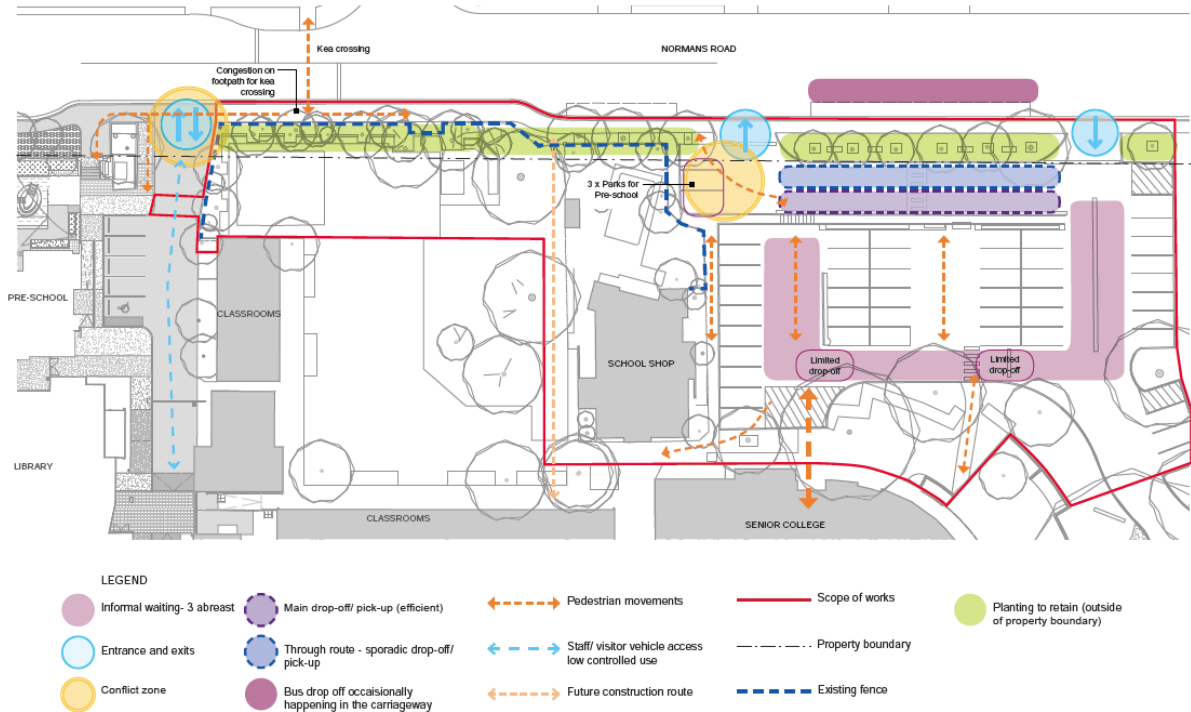 Kea crossing
NORMANS ROAD
Congestion on
footpath for kea
crossing
3 x Parks for
Pre-school
PRE-SCHOOL
CLASSROOMS
SCHOOL SHOP
Limited
drop-off
Limited
drop-off
LIBRARY
CLASSROOMS
SENIOR COLLEGE
LEGEND
Informal waiting- 3 abreast
Entrance and exits
Conflict zone
Main drop-off/ pick-up (efficient)
Through route - sporadic drop-off/
pick-up
Bus drop off occaisionally
happening in the carriageway
Pedestrian movements
Staff/ visitor vehicle access
low controlled use
Future construction route
Scope of works
Property boundary
Existing fence
Planting to retain (outside
of property boundary)